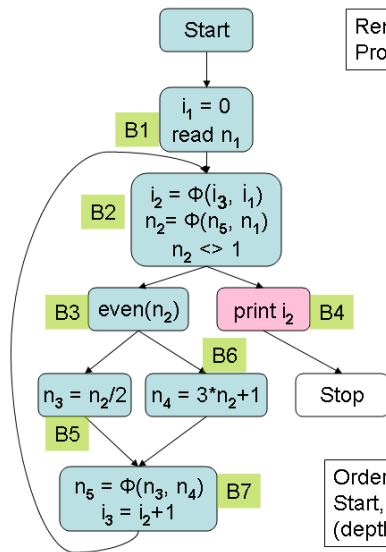 Start
Ren
Pro
i₁ = 0
read n₁
B1
i₂ = Φ(i₃, i₁)
n₂= Φ(n₅, n₁)
n₂ <> 1
B2
B3
even(n₂)
print i₂
B4
B6
n₃ = n₂/2
n₄ = 3*n₂+1
Stop
B5
n₅ = Φ(n₃, n₄)
i₃ = i₂+1
B7
Order
Start,
(depth